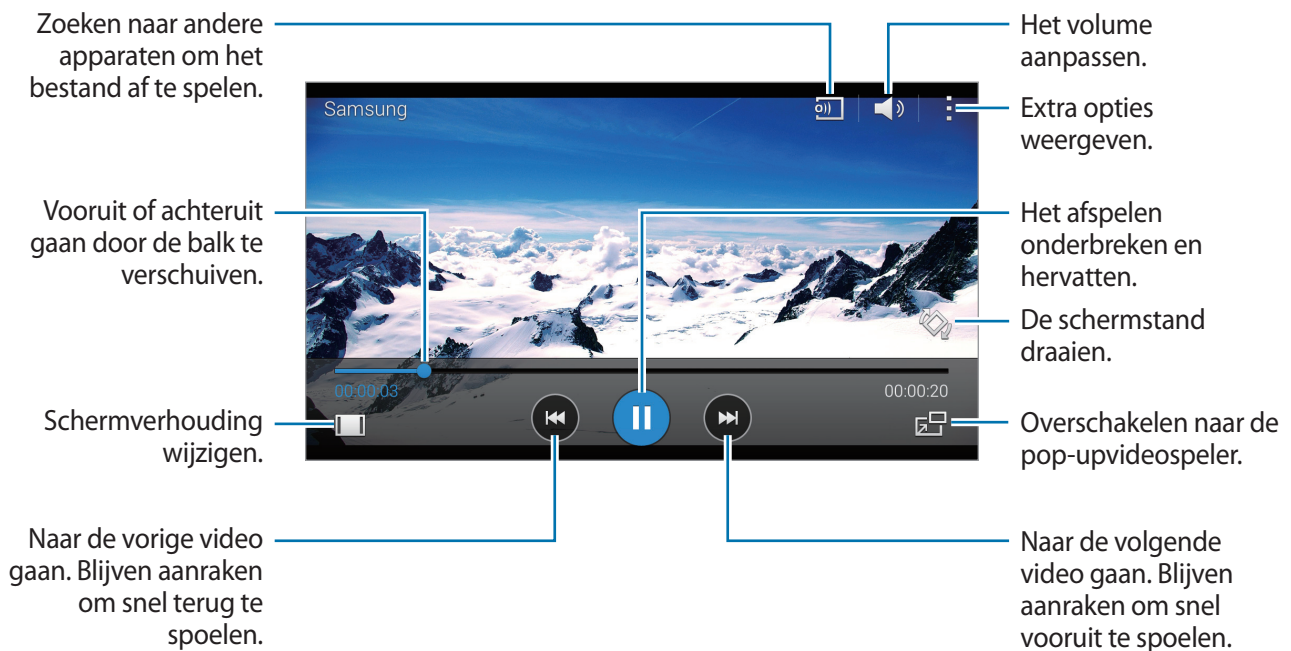 Zoeken naar andere
apparaten om het
bestand af te spelen.
Het volume
aanpassen.
Extra opties
weergeven.
Samsung
Vooruit of achteruit
gaan door de balk te
verschuiven.
Het afspelen
onderbreken en
hervatten.
De schermstand
draaien.
00:00:03
00:00:20
Schermverhouding
wijzigen.
Overschakelen naar de
pop-upvideospeler.
Naar de vorige video
gaan. Blijven aanraken
om snel terug te
spoelen.
Naar de volgende
video gaan. Blijven
aanraken om snel
vooruit te spoelen.